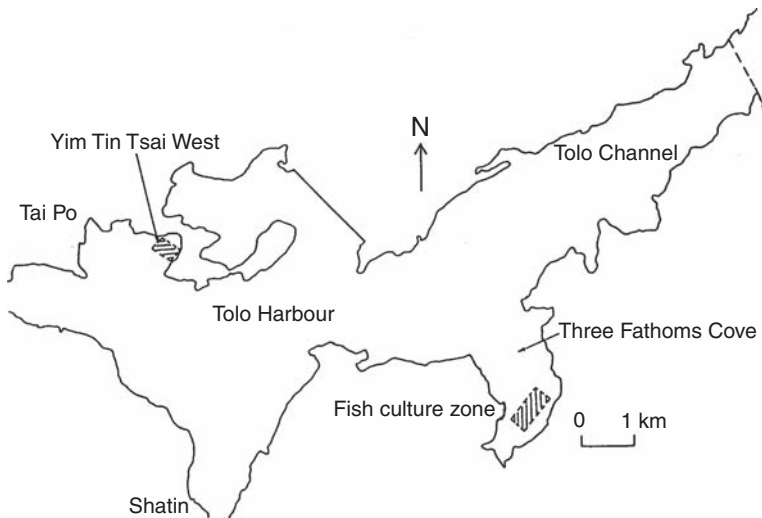 N
Tolo Channel
Yim Tin Tsai West
Tai Po
Tolo Harbour
Three Fathoms Cove
Fish culture zone
0 1 km
Shatin